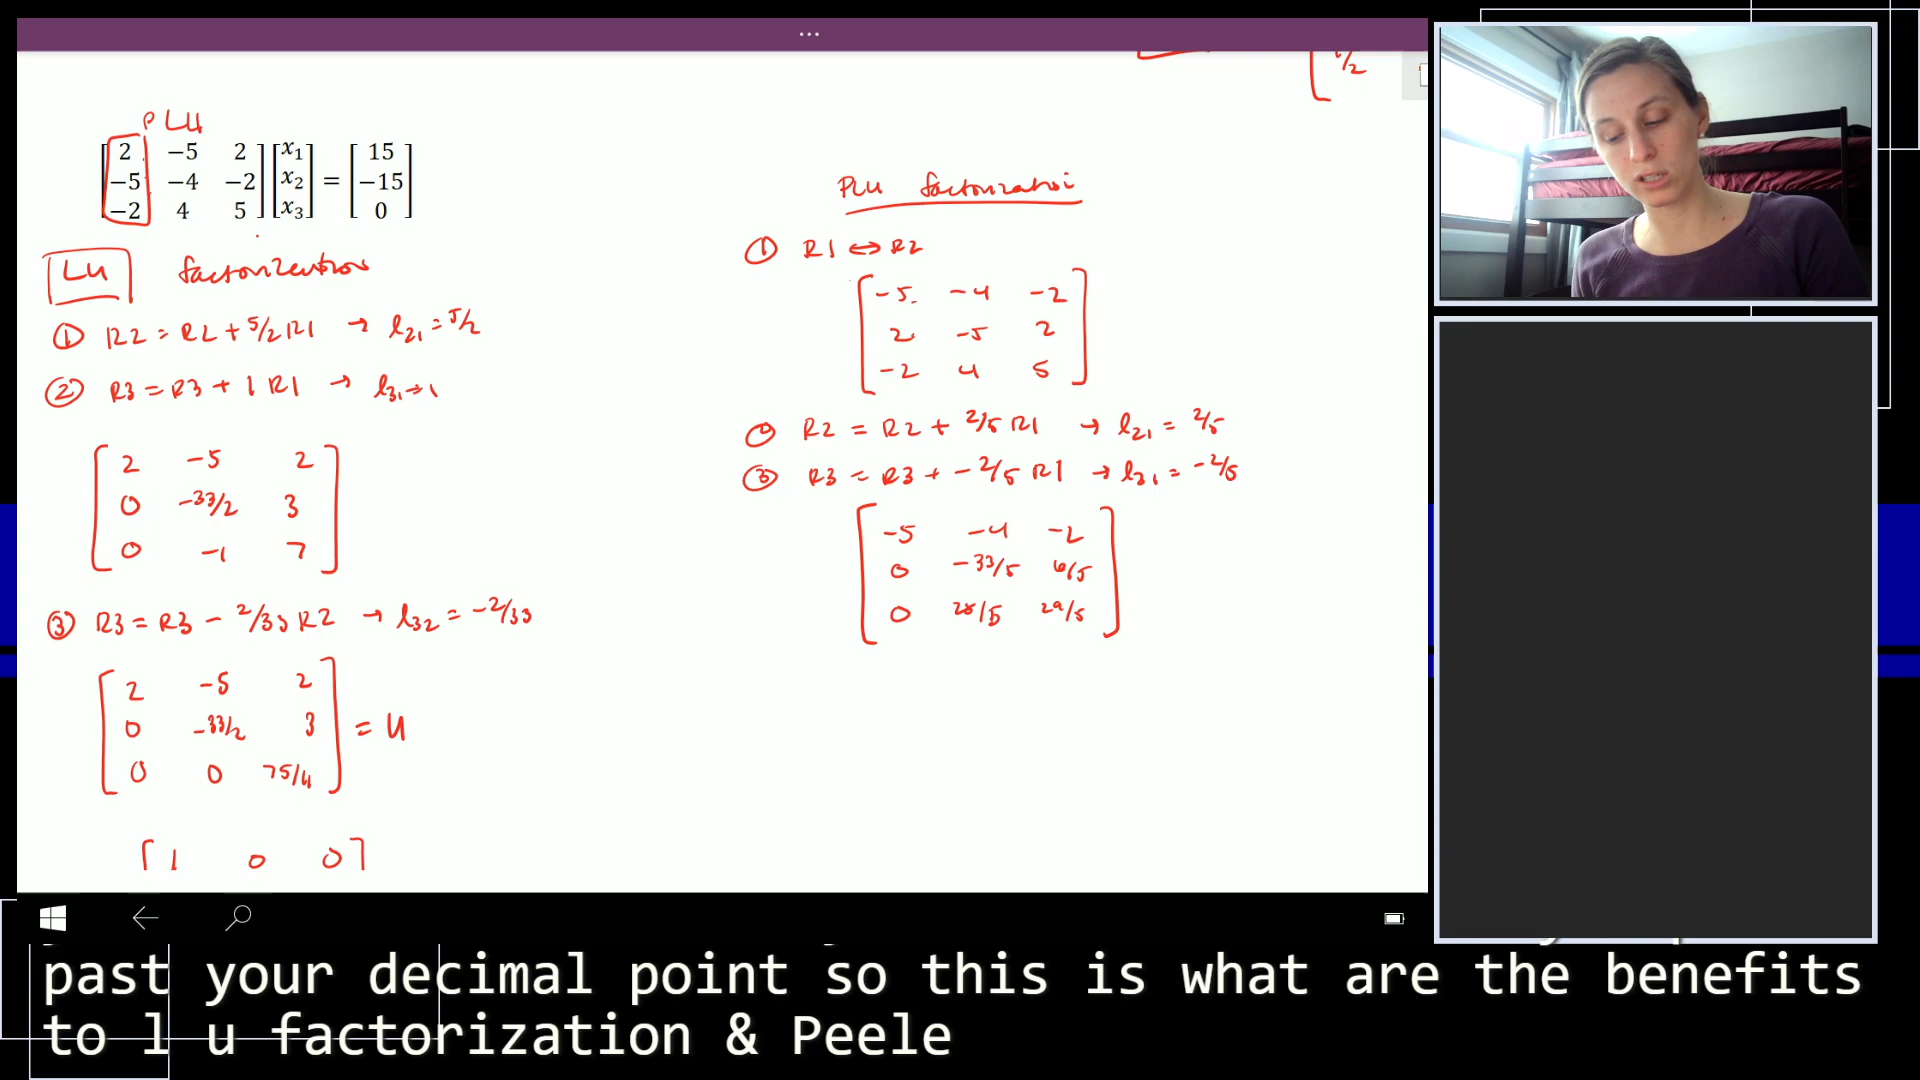 ...
1/2
PLU
2 −5 2 x1 15
−5 −4 −2 x2 = −15
−2 4 5 x3 0
LU factorization
① R2 = R2 + 5/2 R1 → l21 = 5/2
② R3 = R3 + 1 R1 → l31 → 1
2 -5 2
0 -33/2 3
0 -1 7
③ R3 = R3 - 2/33 R2 → l32 = -2/33
2 -5 2
0 -33/2 3 = U
0 0 75/11
1 0 0
PLU factorizatoi
① R1 ↔ R2
-5 -4 -2
2 -5 2
-2 4 5
R2 = R2 + 2/5 R1 → l21 = 2/5
③ R3 = R3 + -2/5 R1 → l31 = -2/5
-5 -4 -2
0 -33/5 6/5
0 28/5 29/5
past your decimal point so this is what are the benefits
to l u factorization & Peele